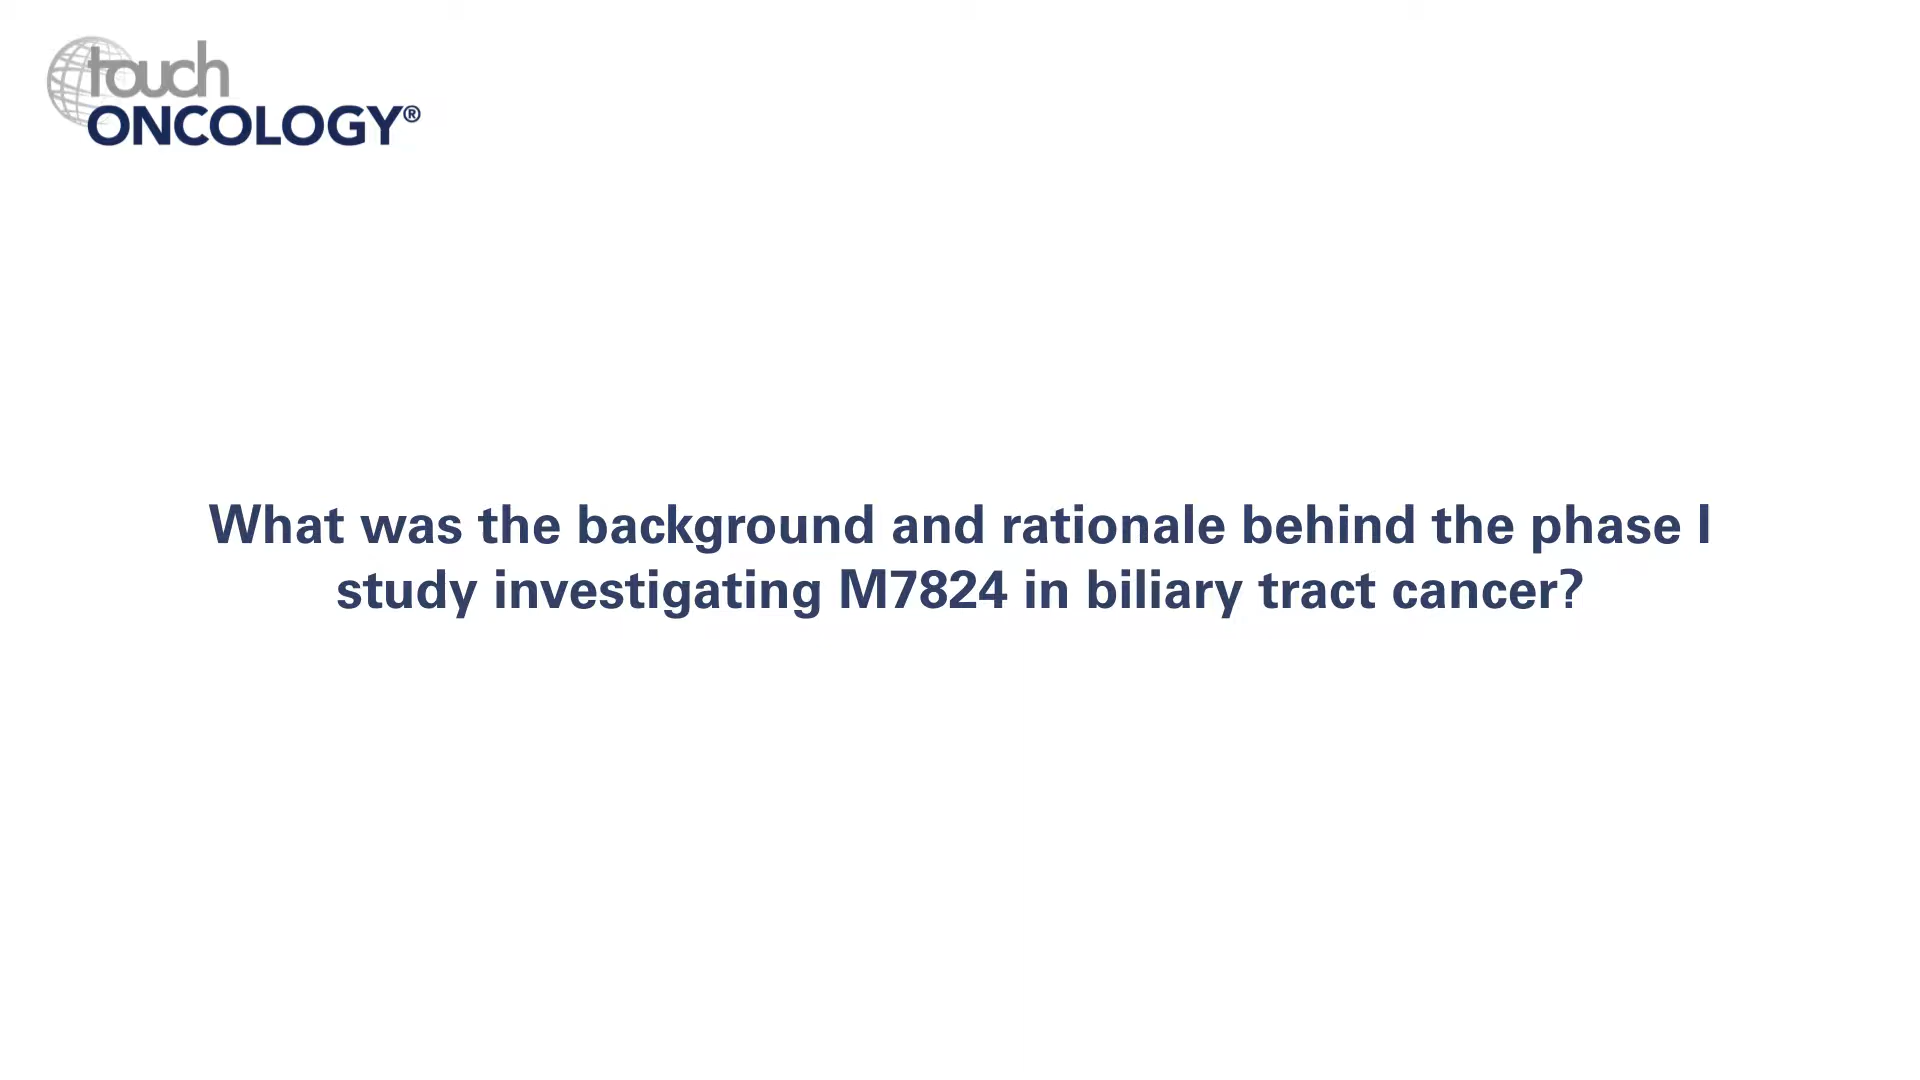 touch
ONCOLOGY®
What was the background and rationale behind the phase I
study investigating M7824 in biliary tract cancer?